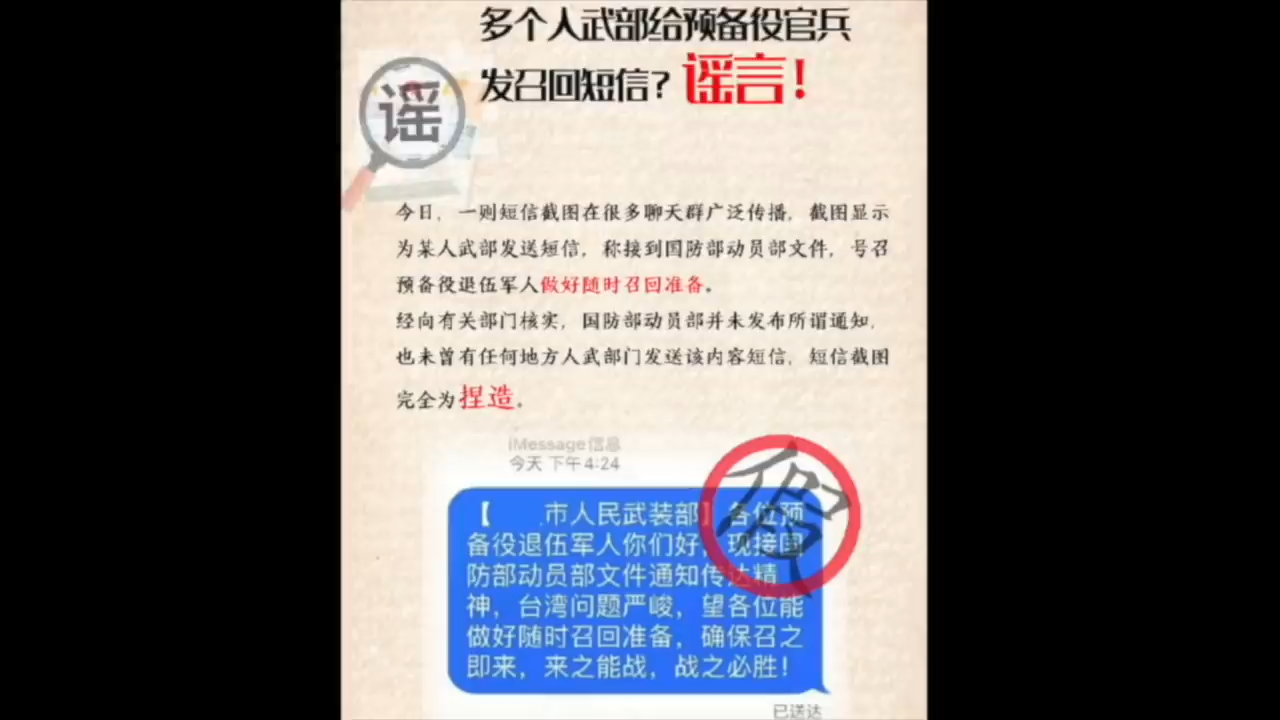 多个人武部给预备役官兵
发召回短信？谣言！
谣
今日，一则短信截图在很多聊天群广泛传播，截图显示
为某人武部发送短信，称接到国防部动员部文件，号召
预备役退伍军人做好随时召回准备。
经向有关部门核实，国防部动员部并未发布所谓通知，
也未曾有任何地方人武部门发送该内容短信，短信截图
完全为捏造。
iMessage信息
今天 下午4:24
【 市人民武装部】各位预
备役退伍军人你们好，现接国
防部动员部文件通知传达精
神，台湾问题严峻，望各位能
做好随时召回准备，确保召之
即来，来之能战，战之必胜！
假
已送达